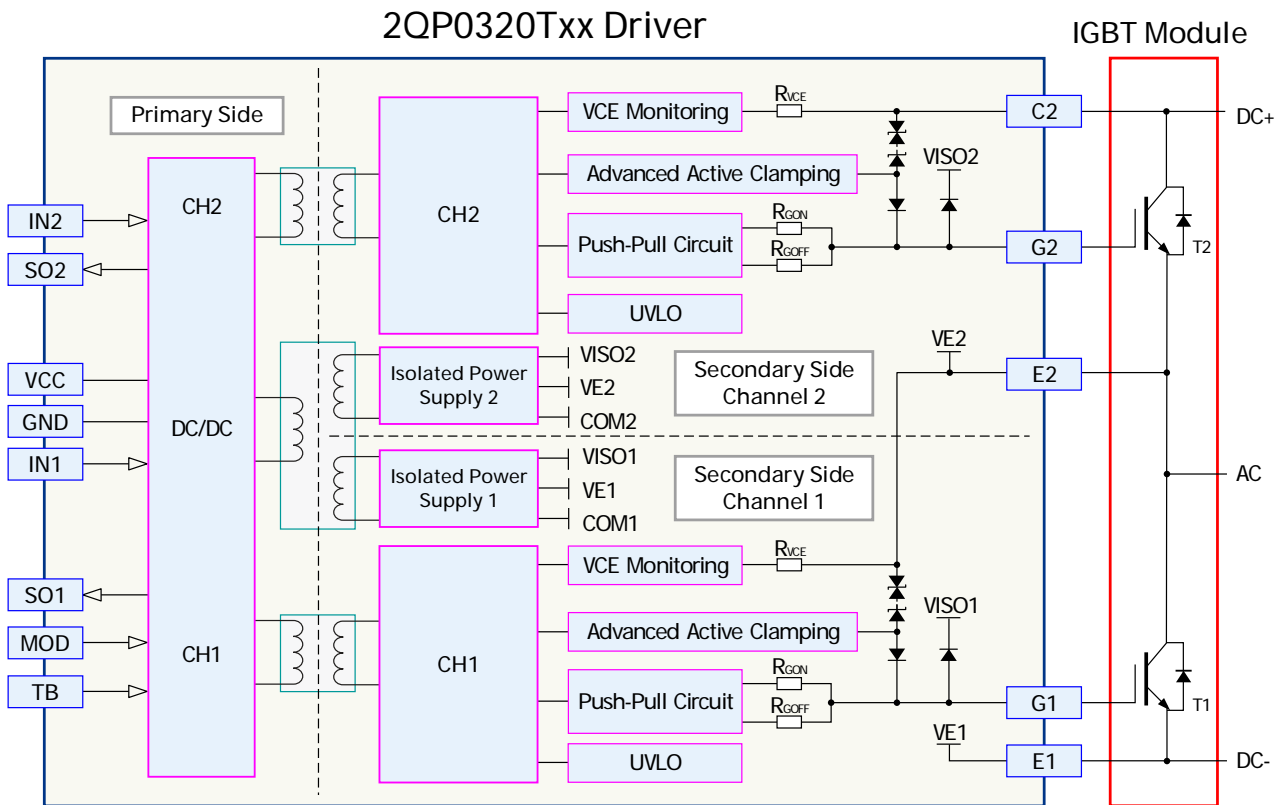 2QP0320Txx Driver
IGBT Module
Primary Side
CH2
DC/DC
CH1
IN2
SO2
VCC
GND
IN1
SO1
MOD
TB
CH2
VCE Monitoring
RVCE
Advanced Active Clamping
VISO2
Push-Pull Circuit
RGON
RGOFF
UVLO
C2
G2
DC+
T2
Isolated Power
Supply 2
VISO2
VE2
COM2
Secondary Side
Channel 2
VE2
E2
Isolated Power
Supply 1
VISO1
VE1
COM1
Secondary Side
Channel 1
AC
CH1
VCE Monitoring
RVCE
Advanced Active Clamping
VISO1
Push-Pull Circuit
RGON
RGOFF
UVLO
G1
T1
VE1
E1
DC-